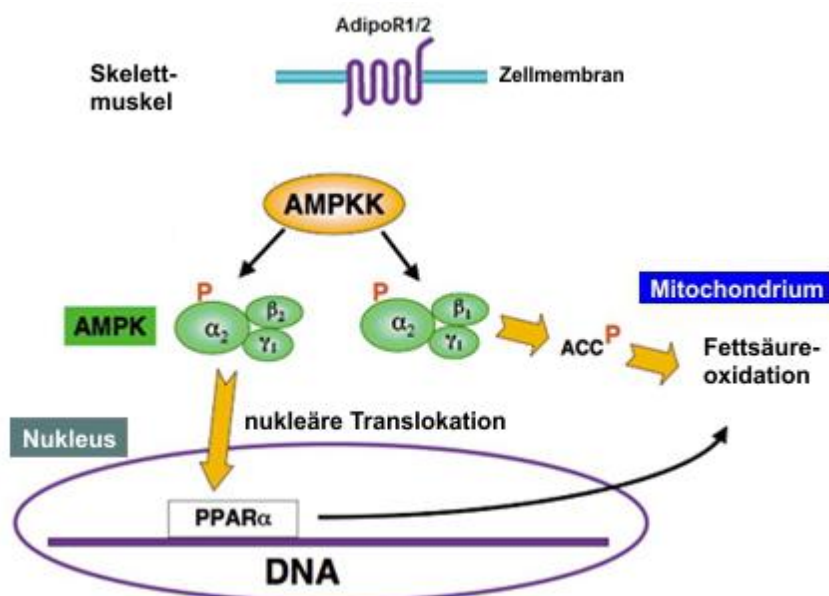 AdipoR1/2
Skelett-
muskel
Zellmembran
AMPKK
P
P
AMPK
α2
β2
γ1
α2
β1
γ1
ACC
P
Mitochondrium
Fettsäure-
oxidation
nukleäre Translokation
Nukleus
PPARα
DNA